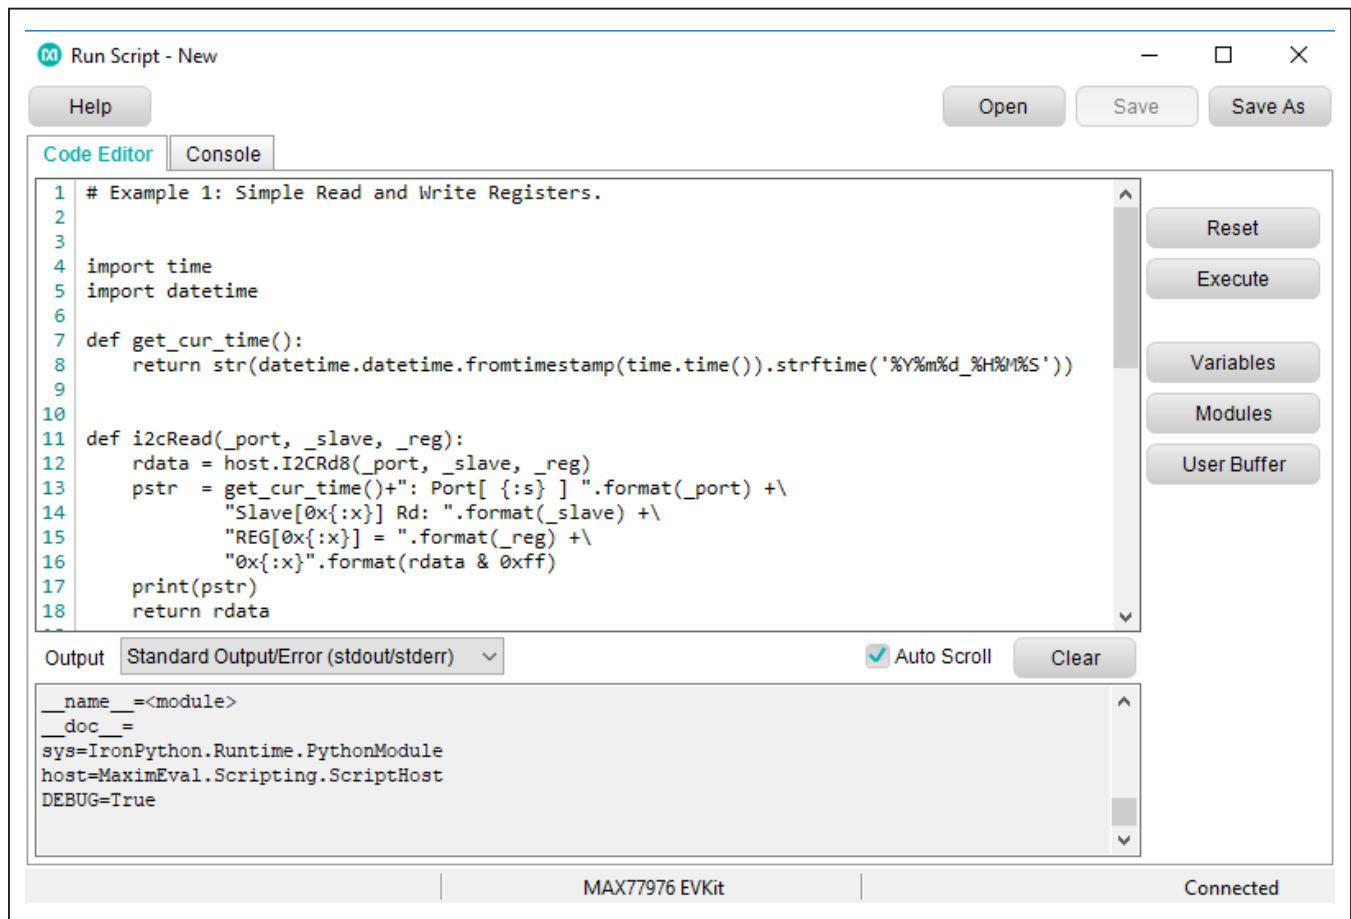 Run Script - New
Help
Open
Save
Save As
Code Editor
Console
1 # Example 1: Simple Read and Write Registers.
2
3
4 import time
5 import datetime
6
7 def get_cur_time():
8     return str(datetime.datetime.fromtimestamp(time.time()).strftime('%Y%m%d_%H%M%S'))
9
10
11 def i2cRead(_port, _slave, _reg):
12     rdata = host.I2CRd8(_port, _slave, _reg)
13     pstr  = get_cur_time()+": Port[ {:s} ] ".format(_port) +\
14             "Slave[0x{:x}] Rd: ".format(_slave) +\
15             "REG[0x{:x}] = ".format(_reg) +\
16             "0x{:x}".format(rdata & 0xff)
17     print(pstr)
18     return rdata
Reset
Execute
Variables
Modules
User Buffer
Output
Standard Output/Error (stdout/stderr)
Auto Scroll
Clear
__name__=<module>
__doc__=
sys=IronPython.Runtime.PythonModule
host=MaximEval.Scripting.ScriptHost
DEBUG=True
MAX77976 EVKit
Connected